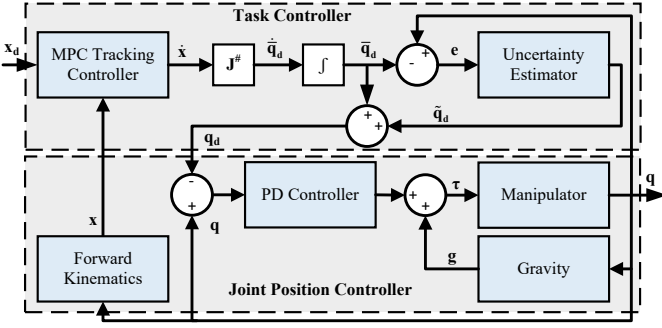 Task Controller
x_d
MPC Tracking
Controller
ẋ
J^#
q̄̇_d
∫
q̄_d
-
+
e
Uncertainty
Estimator
+
+
q̃_d
q_d
-
+
q
PD Controller
+
+
τ
Manipulator
q
x
Forward
Kinematics
g
Gravity
Joint Position Controller